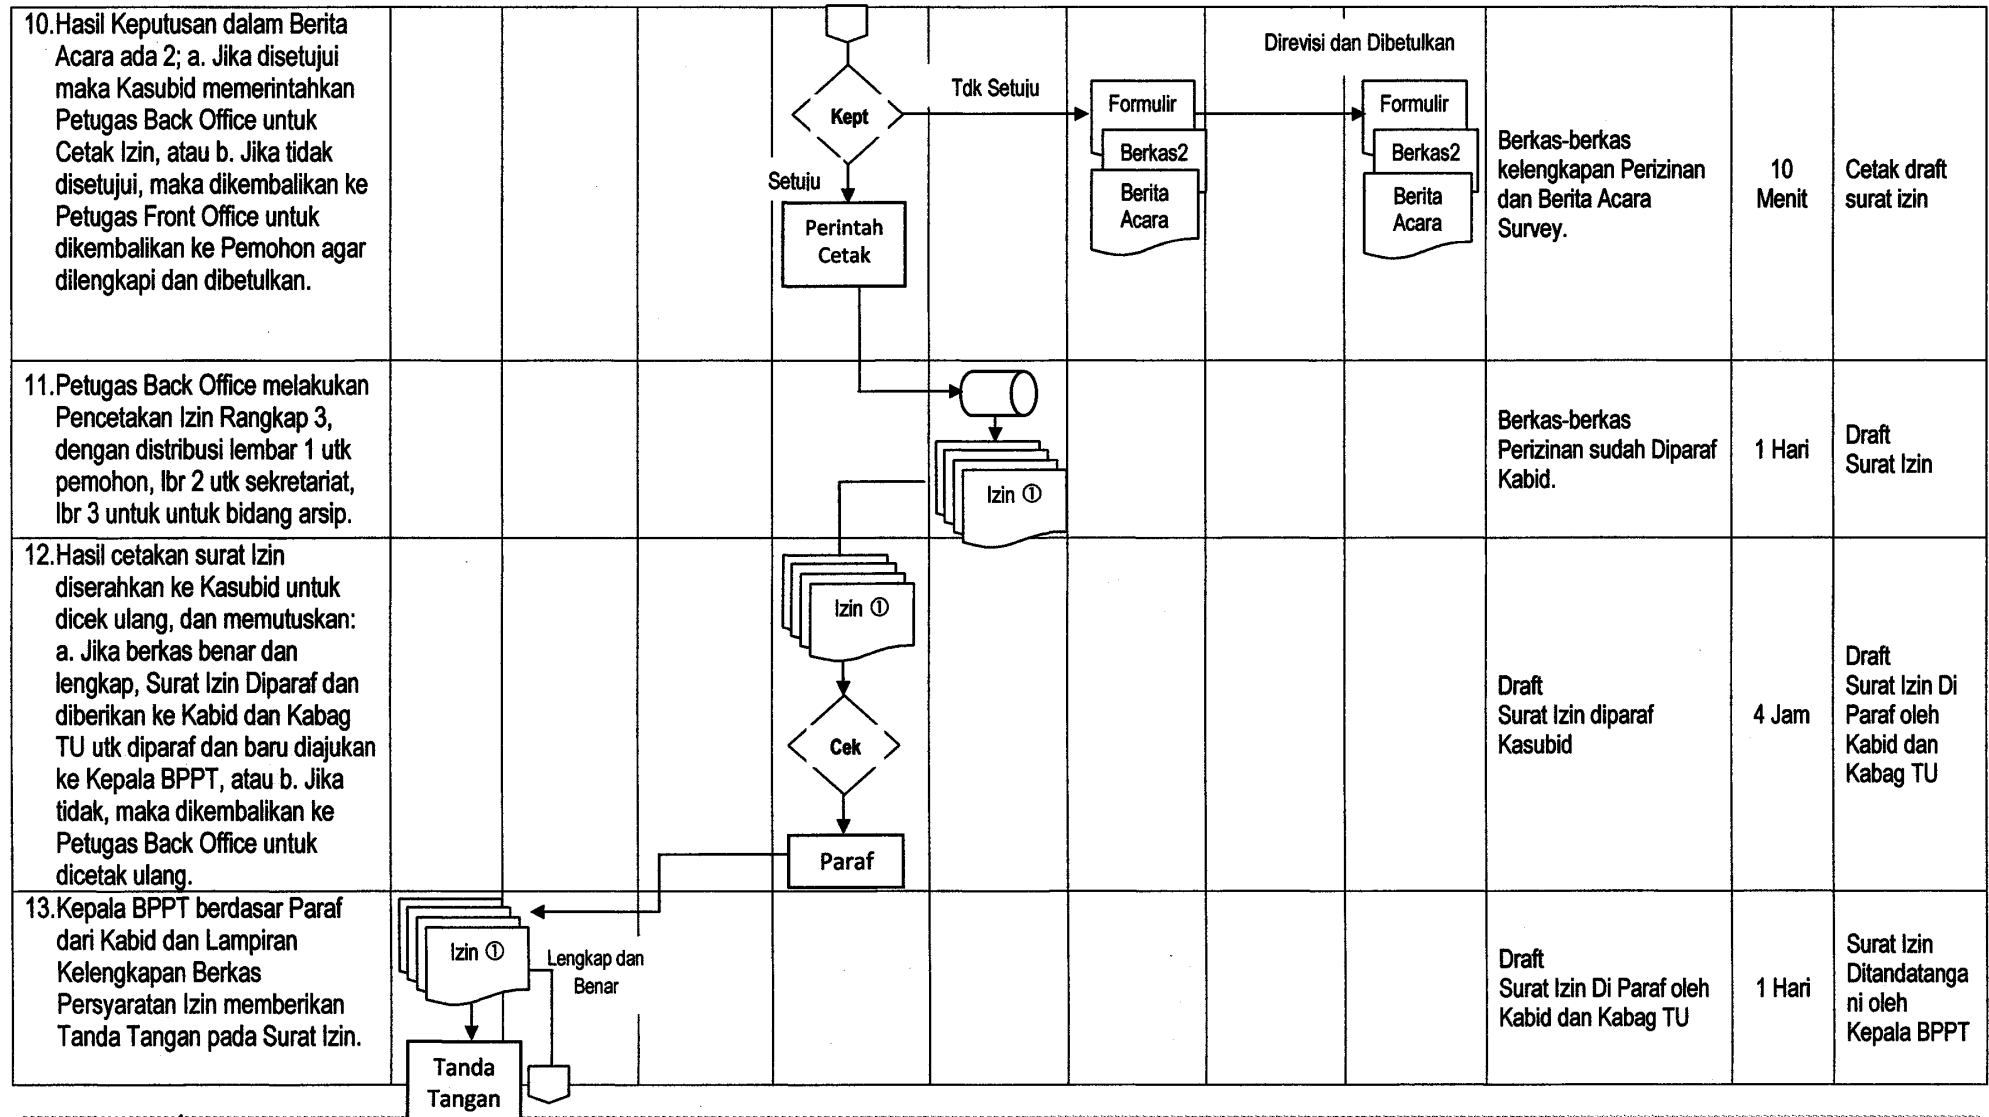 10.Hasil Keputusan dalam Berita
Acara ada 2; a. Jika disetujui
maka Kasubid memerintahkan
Petugas Back Office untuk
Cetak Izin, atau b. Jika tidak
disetujui, maka dikembalikan ke
Petugas Front Office untuk
dikembalikan ke Pemohon agar
dilengkapi dan dibetulkan.
Kept
Setuju
Tdk Setuju
Perintah
Cetak
Formulir
Berkas2
Berita
Acara
Direvisi dan Dibetulkan
Formulir
Berkas2
Berita
Acara
Berkas-berkas
kelengkapan Perizinan
dan Berita Acara
Survey.
10
Menit
Cetak draft
surat izin
11.Petugas Back Office melakukan
Pencetakan Izin Rangkap 3,
dengan distribusi lembar 1 utk
pemohon, lbr 2 utk sekretariat,
lbr 3 untuk untuk bidang arsip.
Izin ①
Berkas-berkas
Perizinan sudah Diparaf
Kabid.
1 Hari
Draft
Surat Izin
12.Hasil cetakan surat Izin
diserahkan ke Kasubid untuk
dicek ulang, dan memutuskan:
a. Jika berkas benar dan
lengkap, Surat Izin Diparaf dan
diberikan ke Kabid dan Kabag
TU utk diparaf dan baru diajukan
ke Kepala BPPT, atau b. Jika
tidak, maka dikembalikan ke
Petugas Back Office untuk
dicetak ulang.
Izin ①
Cek
Paraf
Draft
Surat Izin diparaf
Kasubid
4 Jam
Draft
Surat Izin Di
Paraf oleh
Kabid dan
Kabag TU
13.Kepala BPPT berdasar Paraf
dari Kabid dan Lampiran
Kelengkapan Berkas
Persyaratan Izin memberikan
Tanda Tangan pada Surat Izin.
Izin ①
Lengkap dan
Benar
Tanda
Tangan
Draft
Surat Izin Di Paraf oleh
Kabid dan Kabag TU
1 Hari
Surat Izin
Ditandatanga
ni oleh
Kepala BPPT